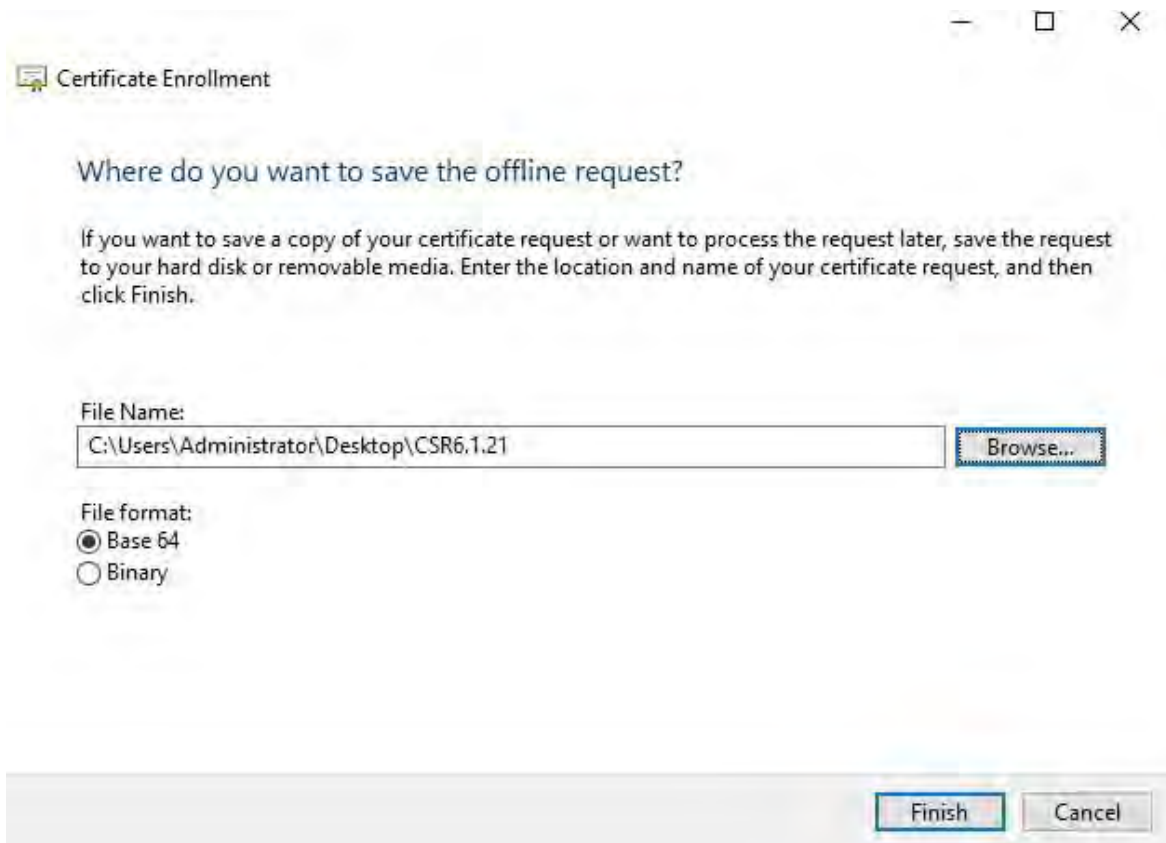 Certificate Enrollment
Where do you want to save the offline request?
If you want to save a copy of your certificate request or want to process the request later, save the request
to your hard disk or removable media. Enter the location and name of your certificate request, and then
click Finish.
File Name:
C:\Users\Administrator\Desktop\CSR6.1.21
Browse...
File format:
Base 64
Binary
Finish
Cancel